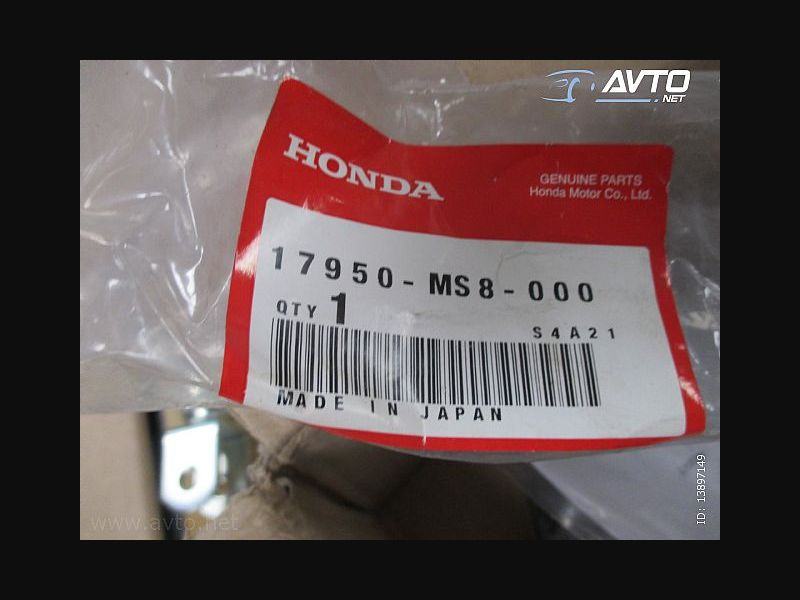 AVTO
.NET
HONDA
GENUINE PARTS
Honda Motor Co., Ltd.
17950-MS8-000
QTY 1
S4A21
MADE IN JAPAN
www.avto.net
ID: 13897149